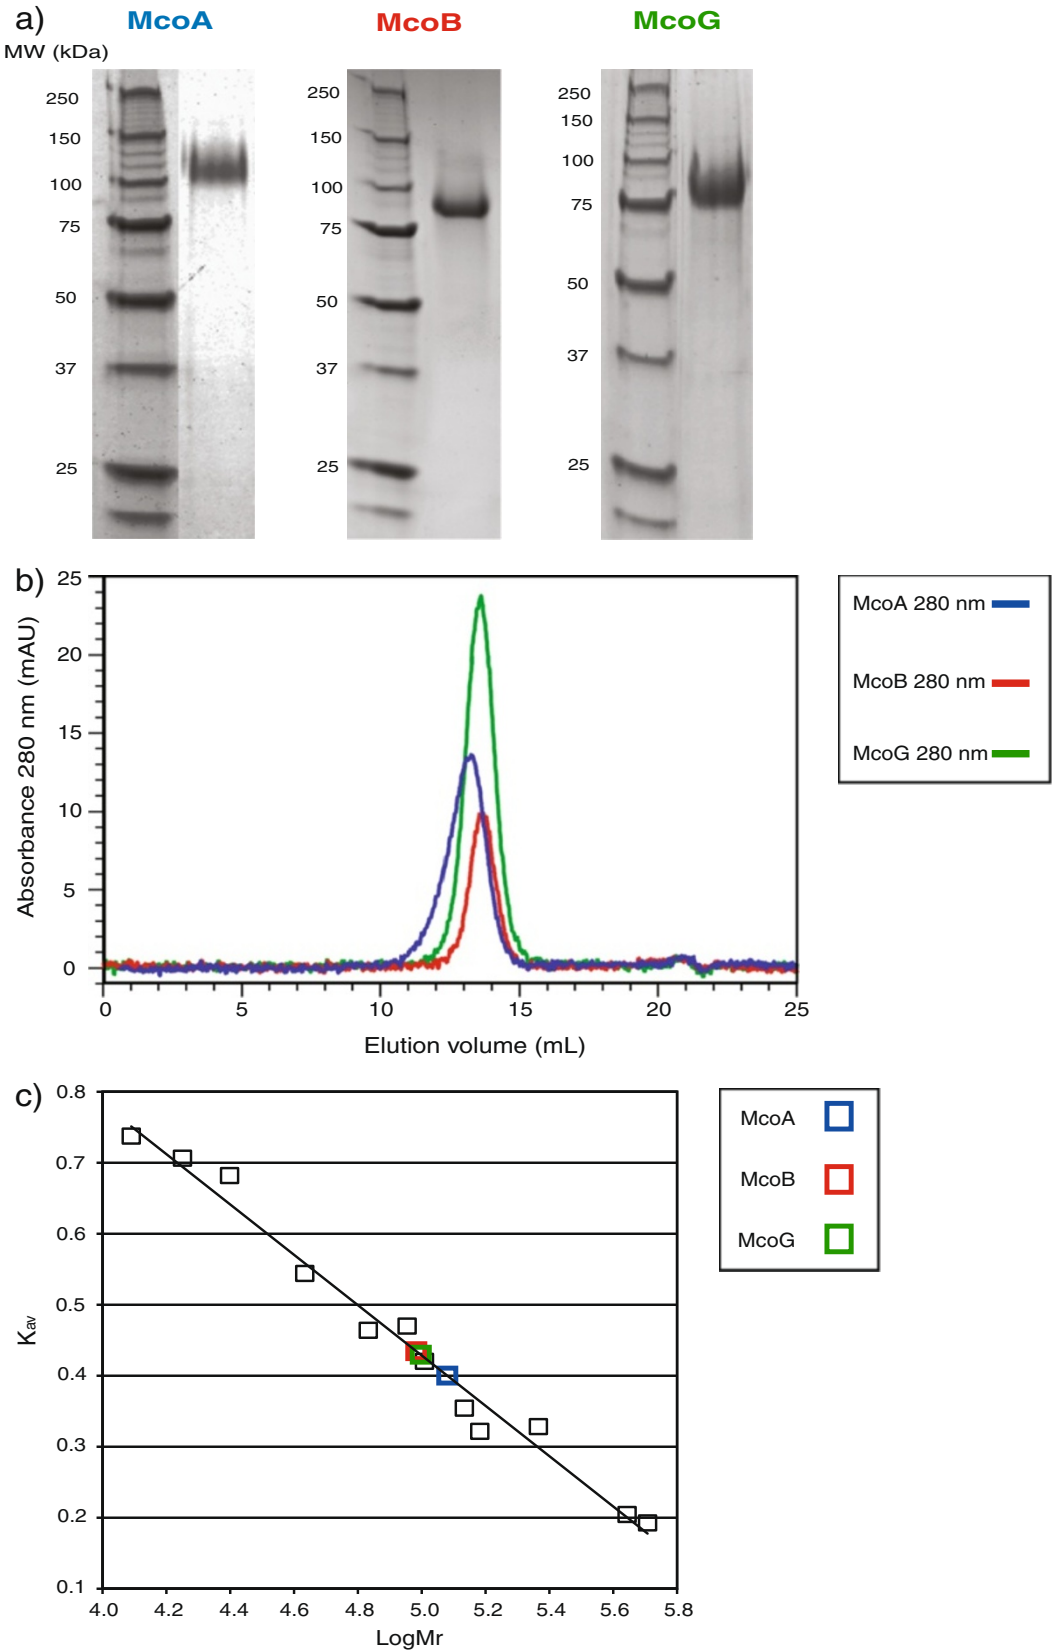 a)
McoA
McoB
McoG
MW (kDa)
250
150
100
75
50
37
25
250
150
100
75
50
37
25
250
150
100
75
50
37
25
b)
Absorbance 280 nm (mAU)
25
20
15
10
5
0
0 5 10 15 20 25
Elution volume (mL)
McoA 280 nm
McoB 280 nm
McoG 280 nm
c)
Kav
0.8
0.7
0.6
0.5
0.4
0.3
0.2
0.1
4.0 4.2 4.4 4.6 4.8 5.0 5.2 5.4 5.6 5.8
LogMr
McoA
McoB
McoG